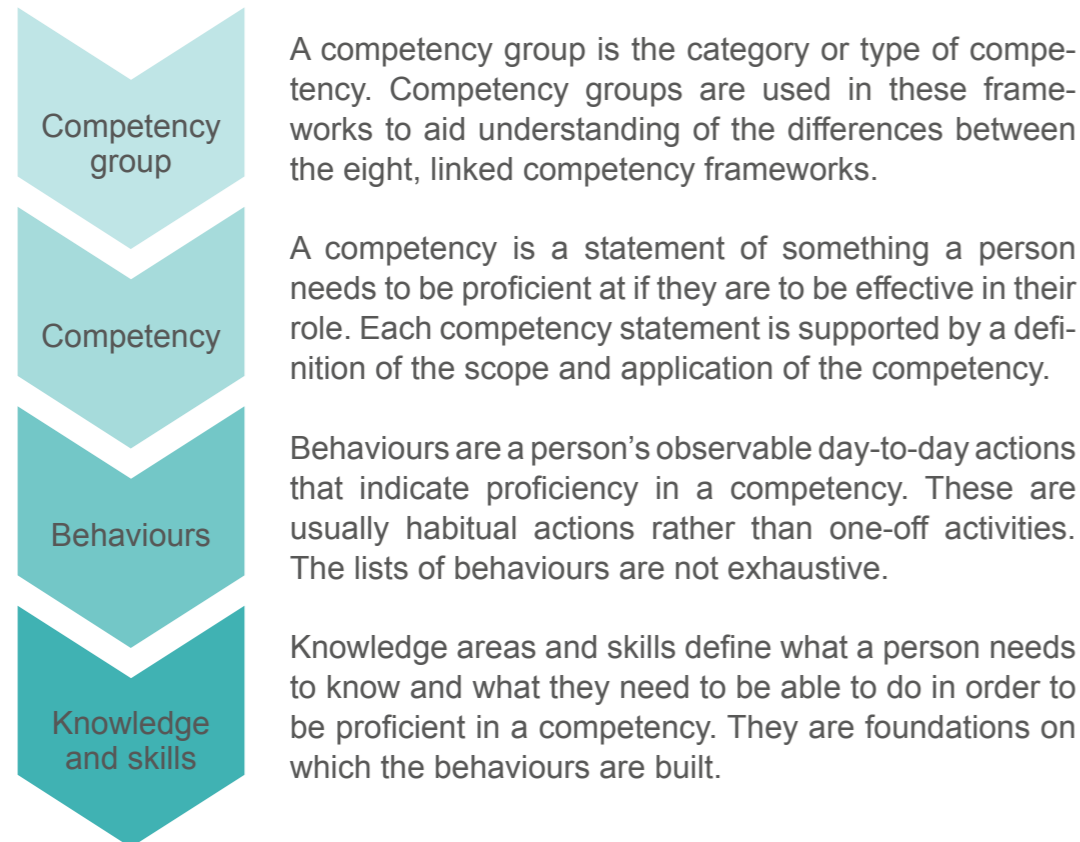 Competency
group
A competency group is the category or type of compe-
tency. Competency groups are used in these frame-
works to aid understanding of the differences between
the eight, linked competency frameworks.
Competency
A competency is a statement of something a person
needs to be proficient at if they are to be effective in their
role. Each competency statement is supported by a defi-
nition of the scope and application of the competency.
Behaviours
Behaviours are a person’s observable day-to-day actions
that indicate proficiency in a competency. These are
usually habitual actions rather than one-off activities.
The lists of behaviours are not exhaustive.
Knowledge
and skills
Knowledge areas and skills define what a person needs
to know and what they need to be able to do in order to
be proficient in a competency. They are foundations on
which the behaviours are built.